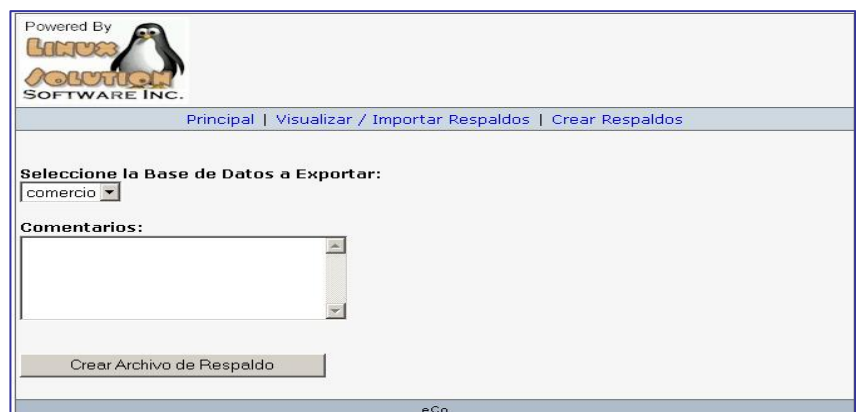 Powered By
LINUX
SOLUTION
SOFTWARE INC.
Principal | Visualizar / Importar Respaldos | Crear Respaldos
Seleccione la Base de Datos a Exportar:
comercio
Comentarios:
Crear Archivo de Respaldo
eCo